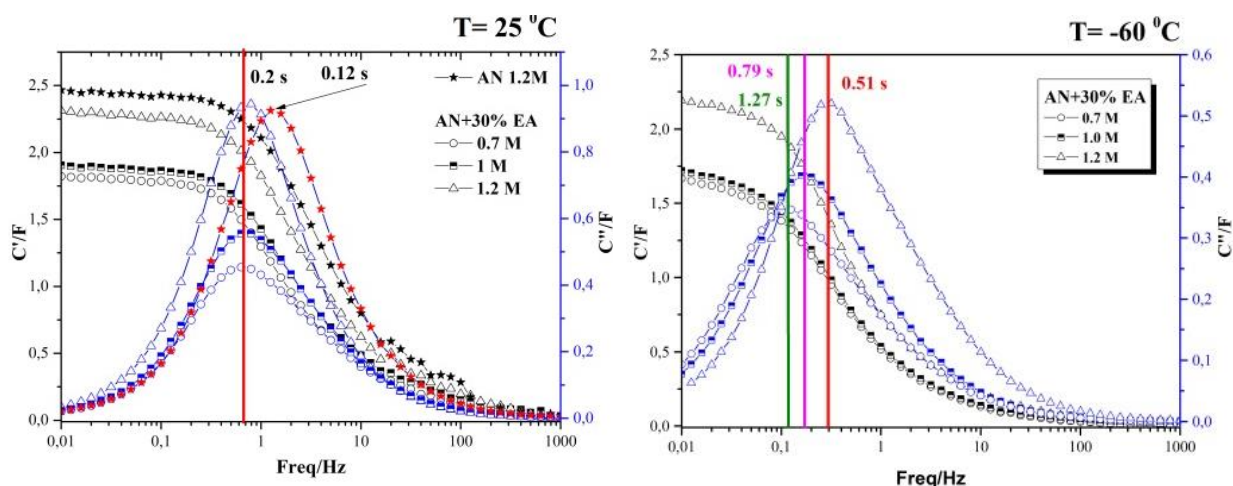 T= 25 ⁰C
0.2 s
0.12 s
AN 1.2M
AN+30% EA
0.7 M
1 M
1.2 M
2,5
2,0
1,5
1,0
0,5
0,0
C'/F
1,0
0,8
0,6
0,4
0,2
0,0
C''/F
0,01
0,1
1
10
100
1000
Freq/Hz
T= -60 ⁰C
0.79 s
1.27 s
0.51 s
AN+30% EA
0.7 M
1.0 M
1.2 M
2,5
2,0
1,5
1,0
0,5
0,0
C'/F
0,6
0,5
0,4
0,3
0,2
0,1
0,0
C''/F
0,01
0,1
1
10
100
1000
Freq/Hz